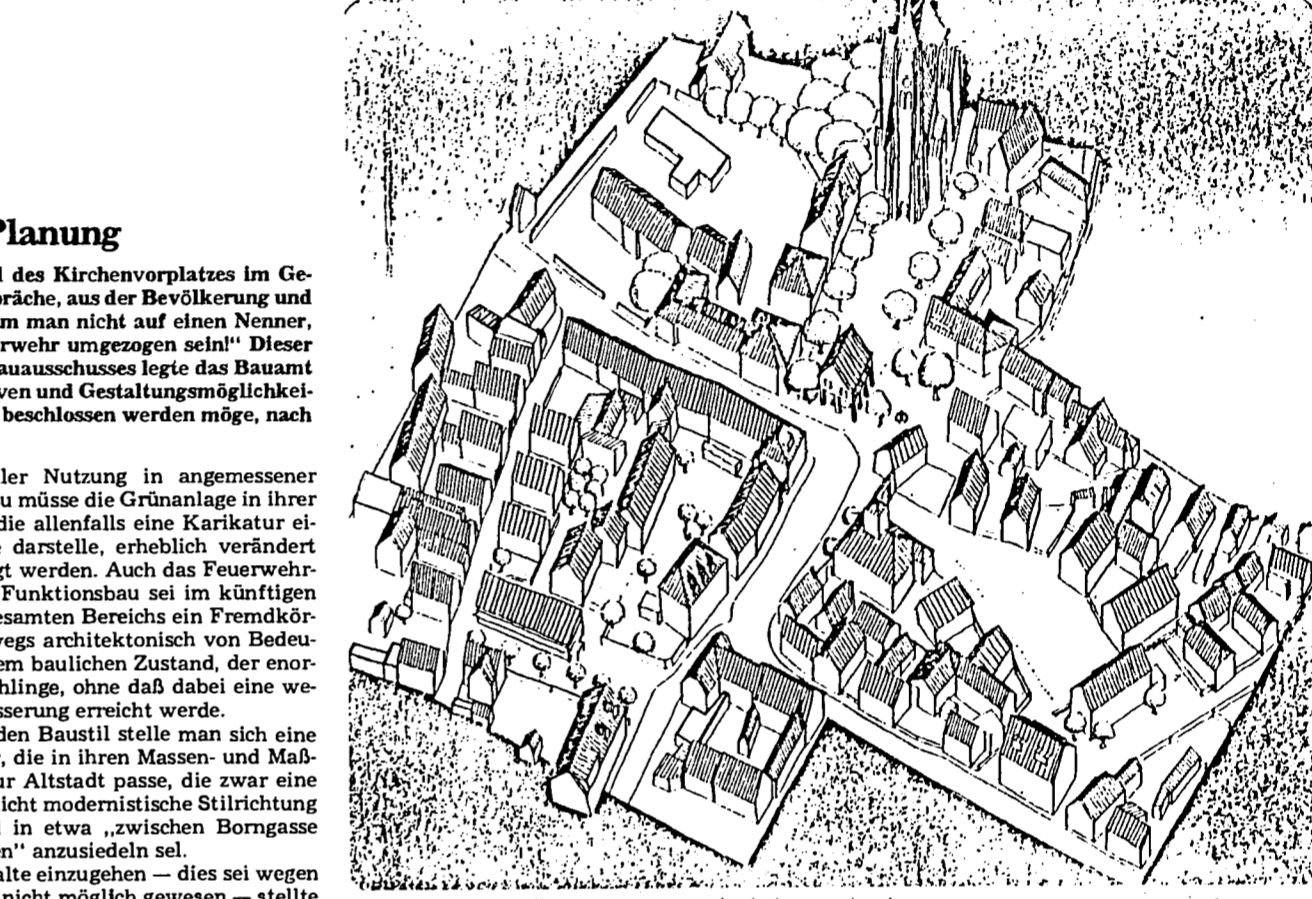 Planung
l des Kirchenvorplatzes im Ge-
präche, aus der Bevölkerung und
m man nicht auf einen Nenner,
rwehr umgezogen sein!“ Dieser
auausschusses legte das Bauamt
ven und Gestaltungsmöglichkei-
beschlossen werden möge, nach
ler Nutzung in angemessener
u müsse die Grünanlage in ihrer
die allenfalls eine Karikatur ei-
e darstelle, erheblich verändert
gt werden. Auch das Feuerwehr-
Funktionsbau sei im künftigen
esamten Bereichs ein Fremdkör-
wegs architektonisch von Bedeu-
em baulichen Zustand, der enor-
hlinge, ohne daß dabei eine we-
sserung erreicht werde.
den Baustil stelle man sich eine
r, die in ihren Massen- und Maß-
ur Altstadt passe, die zwar eine
icht modernistische Stilrichtung
l in etwa „zwischen Borngasse
en“ anzusiedeln sel.
alte einzugehen — dies sei wegen
nicht möglich gewesen — stellte